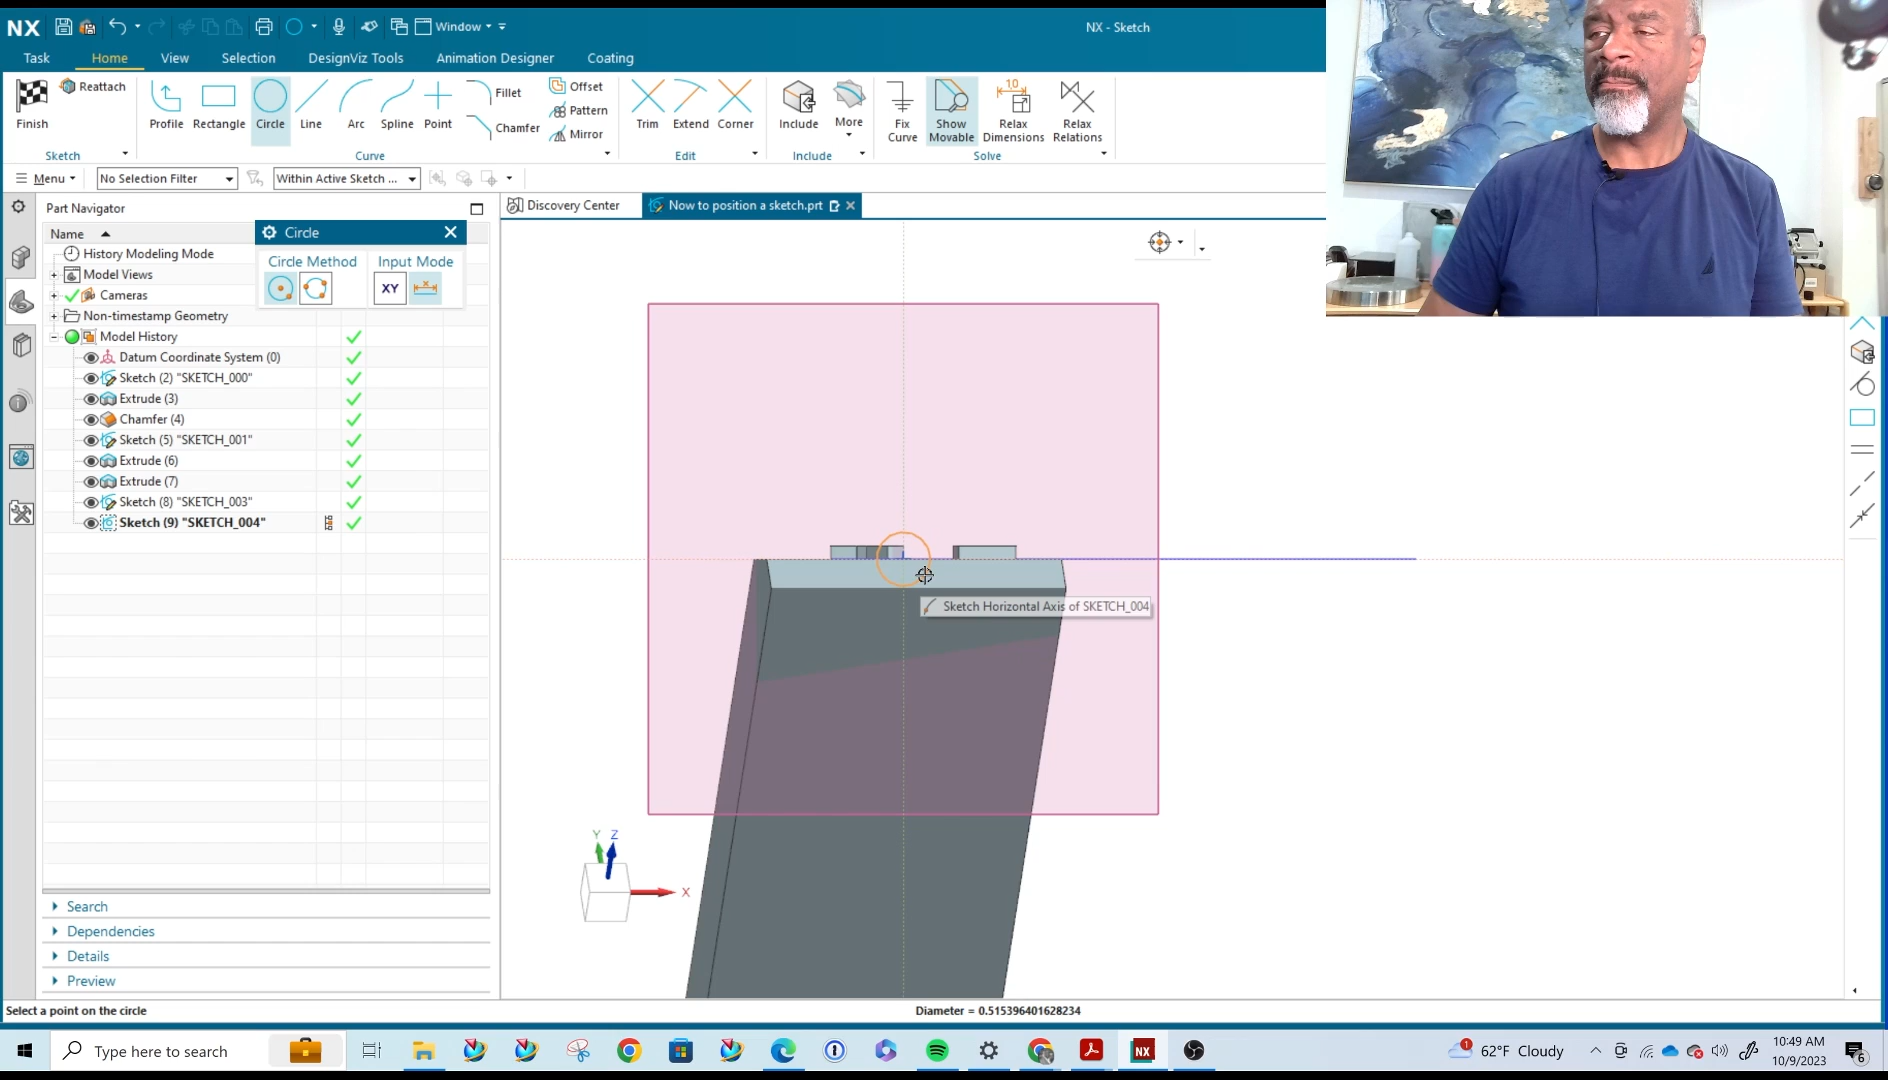 NX
Window
NX - Sketch
Task Home View Selection DesignViz Tools Animation Designer Coating
Finish
Reattach
Profile Rectangle Circle Line Arc Spline Point
Fillet
Chamfer
Offset
Pattern
Mirror
Trim Extend Corner
Include More
Fix Curve
Show Movable
1,0
Relax Dimensions
Relax Relations
Sketch Curve Edit Include Solve
Menu No Selection Filter Within Active Sketch ...
Part Navigator
Discovery Center
Now to position a sketch.prt
Name
Circle
Circle Method Input Mode
XY
History Modeling Mode
Model Views
Cameras
Non-timestamp Geometry
Model History
Datum Coordinate System (0)
Sketch (2) "SKETCH_000"
Extrude (3)
Chamfer (4)
Sketch (5) "SKETCH_001"
Extrude (6)
Extrude (7)
Sketch (8) "SKETCH_003"
Sketch (9) "SKETCH_004"
Sketch Horizontal Axis of SKETCH_004
Y Z
X
Search
Dependencies
Details
Preview
Select a point on the circle
Diameter = 0.515396401628234
Type here to search
NX
1
62°F Cloudy
10:49 AM
10/9/2023
6